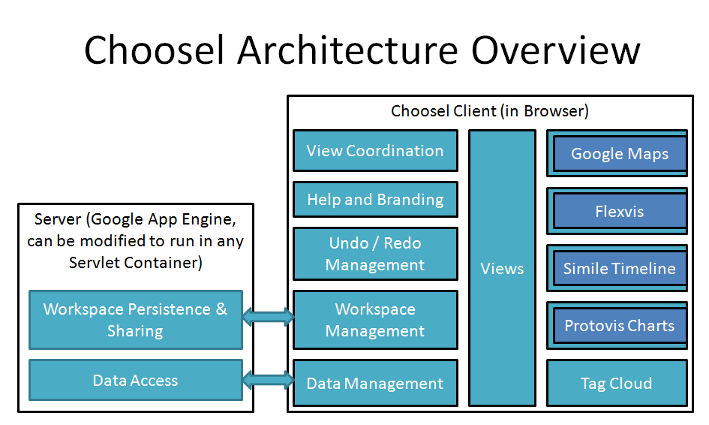 Choosel Architecture Overview
Choosel Client (in Browser)
View Coordination
Help and Branding
Undo / Redo
Management
Workspace
Management
Data Management
Views
Google Maps
Flexvis
Simile Timeline
Protovis Charts
Tag Cloud
Server (Google App Engine,
can be modified to run in any
Servlet Container)
Workspace Persistence &
Sharing
Data Access